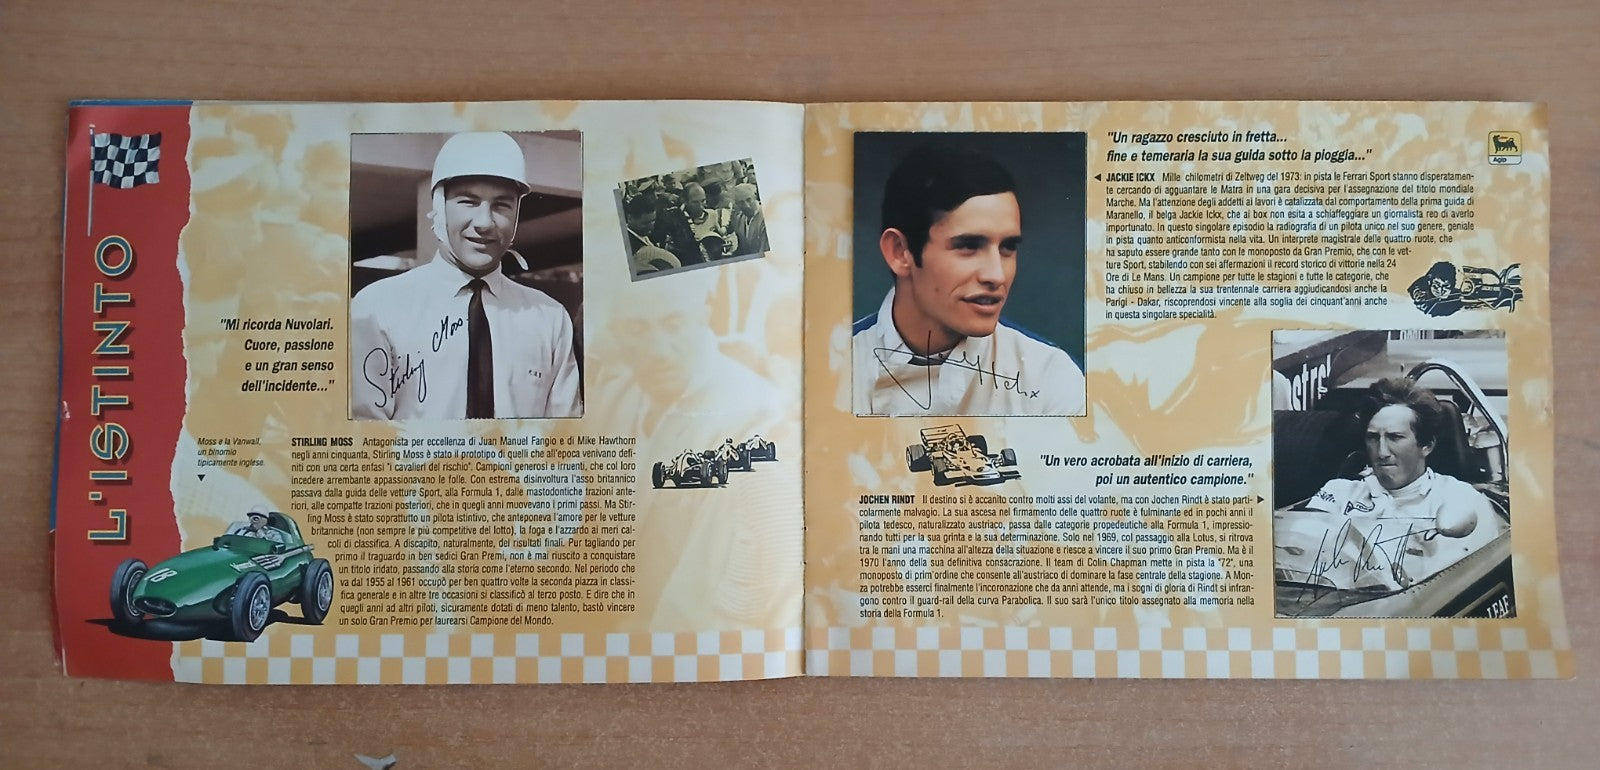 L'ISTINTO
"Mi ricorda Nuvolari.
Cuore, passione
e un gran senso
dell'incidente..."
Stirling Moss
Moss e la Vanwall,
un binomio
tipicamente inglese.
STIRLING MOSS Antagonista per eccellenza di Juan Manuel Fangio e di Mike Hawthorn
negli anni cinquanta, Stirling Moss è stato il prototipo di quelli che all'epoca venivano defi-
niti con una certa enfasi "i cavalieri del rischio". Campioni generosi e irruenti, che col loro
incedere arrembante appassionavano le folle. Con estrema disinvoltura l'asso britannico
passava dalla guida delle vetture Sport, alla Formula 1, dalle mastodontiche trazioni ante-
riori, alle compatte trazioni posteriori, che in quegli anni muovevano i primi passi. Ma Stir-
ling Moss è stato soprattutto un pilota istintivo, che anteponeva l'amore per le vetture
britanniche (non sempre le più competitive del lotto), la foga e l'azzardo ai meri cal-
coli di classifica. A discapito, naturalmente, dei risultati finali. Pur tagliando per
primo il traguardo in ben sedici Gran Premi, non è mai riuscito a conquistare
un titolo iridato, passando alla storia come l'eterno secondo. Nel periodo che
va dal 1955 al 1961 occupò per ben quattro volte la seconda piazza in classi-
fica generale e in altre tre occasioni si classificò al terzo posto. E dire che in
quegli anni ad altri piloti, sicuramente dotati di meno talento, bastò vincere
un solo Gran Premio per laurearsi Campione del Mondo.
18
"Un ragazzo cresciuto in fretta...
fine e temeraria la sua guida sotto la pioggia..."
Agip
JACKIE ICKX Mille chilometri di Zeltweg del 1973: in pista le Ferrari Sport stanno disperatamen-
te cercando di agguantare le Matra in una gara decisiva per l'assegnazione del titolo mondiale
Marche. Ma l'attenzione degli addetti ai lavori è catalizzata dal comportamento della prima guida di
Maranello, il belga Jackie Ickx, che ai box non esita a schiaffeggiare un giornalista reo di averlo
importunato. In questo singolare episodio la radiografia di un pilota unico nel suo genere, geniale
in pista quanto anticonformista nella vita. Un interprete magistrale delle quattro ruote, che
ha saputo essere grande tanto con le monoposto da Gran Premio, che con le vet-
ture Sport, stabilendo con sei affermazioni il record storico di vittorie nella 24
Ore di Le Mans. Un campione per tutte le stagioni e tutte le categorie, che
ha chiuso in bellezza la sua trentennale carriera aggiudicandosi anche la
Parigi - Dakar, riscoprendosi vincente alla soglia dei cinquant'anni anche
in questa singolare specialità.
"Un vero acrobata all'inizio di carriera,
poi un autentico campione."
JOCHEN RINDT Il destino si è accanito contro molti assi del volante, ma con Jochen Rindt è stato parti-
colarmente malvagio. La sua ascesa nel firmamento delle quattro ruote è fulminante ed in pochi anni il
pilota tedesco, naturalizzato austriaco, passa dalle categorie propedeutiche alla Formula 1, impressio-
nando tutti per la sua grinta e la sua determinazione. Solo nel 1969, col passaggio alla Lotus, si ritrova
tra le mani una macchina all'altezza della situazione e riesce a vincere il suo primo Gran Premio. Ma è il
1970 l'anno della sua definitiva consacrazione. Il team di Colin Chapman mette in pista la "72", una
monoposto di prim'ordine che consente all'austriaco di dominare la fase centrale della stagione. A Mon-
za potrebbe esserci finalmente l'incoronazione che da anni attende, ma i sogni di gloria di Rindt si infran-
gono contro il guard-rail della curva Parabolica. Il suo sarà l'unico titolo assegnato alla memoria nella
storia della Formula 1.
LEAF